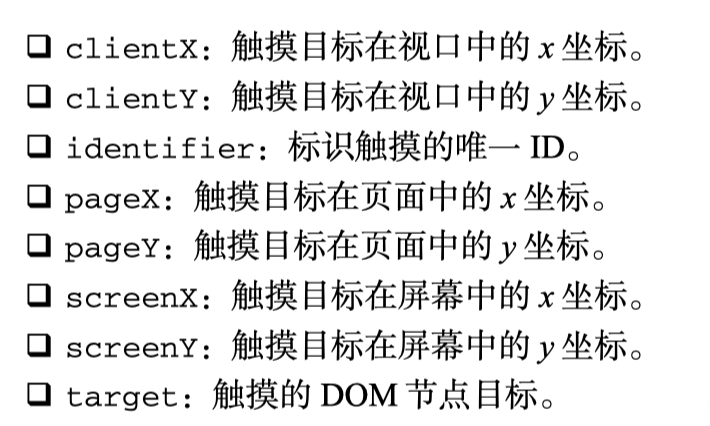 ❑ clientX：触摸目标在视口中的 x 坐标。
❑ clientY：触摸目标在视口中的 y 坐标。
❑ identifier：标识触摸的唯一 ID。
❑ pageX：触摸目标在页面中的 x 坐标。
❑ pageY：触摸目标在页面中的 y 坐标。
❑ screenX：触摸目标在屏幕中的 x 坐标。
❑ screenY：触摸目标在屏幕中的 y 坐标。
❑ target：触摸的 DOM 节点目标。